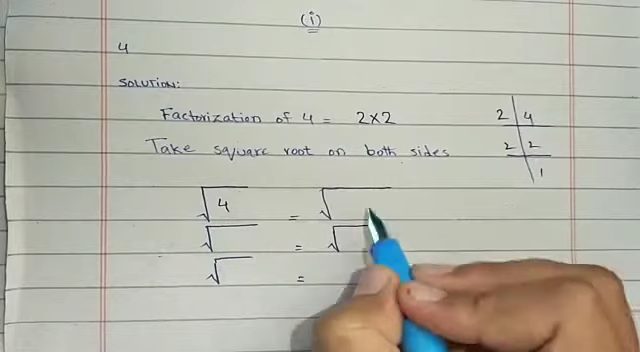 (i)
4
SOLUTION:
Factorization of 4 = 2×2
Take square root on both sides
2 | 4
2 | 2
| 1
√4 = √
√ = √
√ =